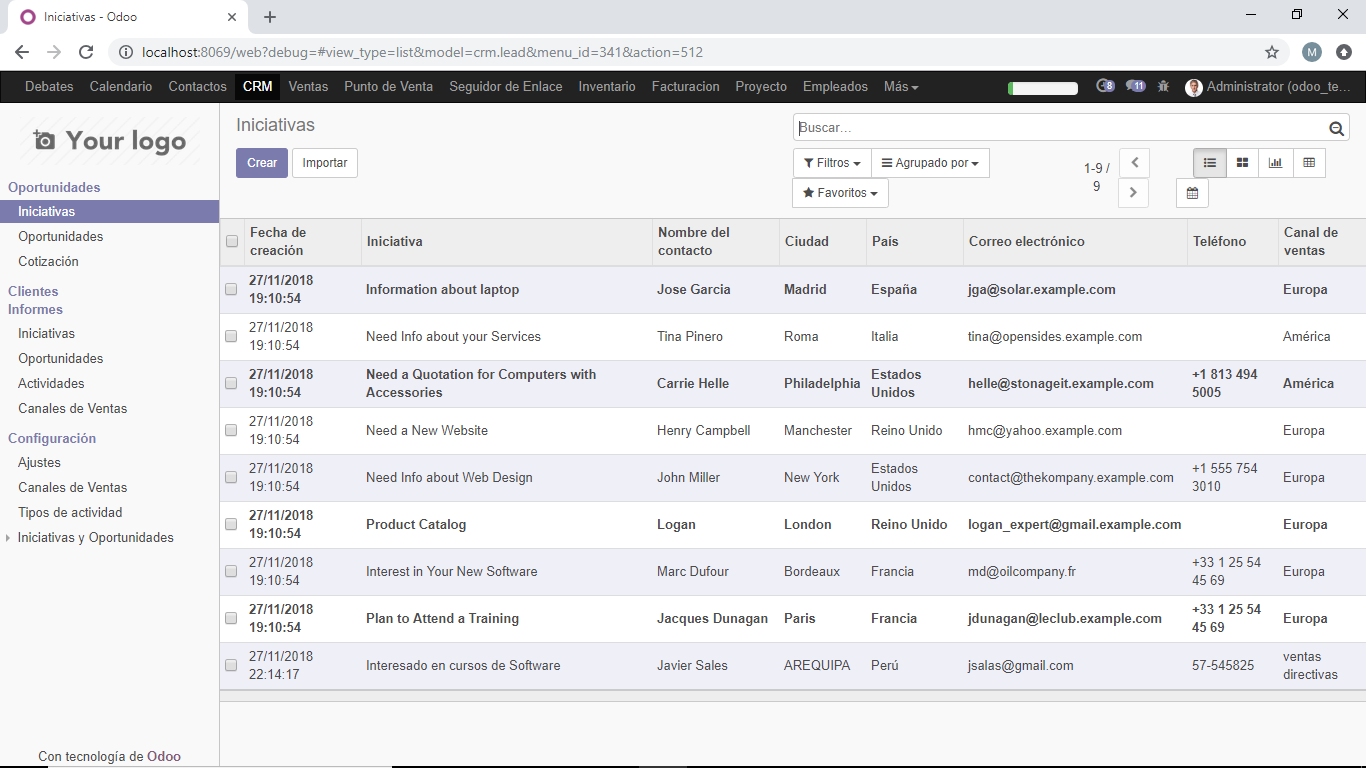 Iniciativas - Odoo
localhost:8069/web?debug=#view_type=list&model=crm.lead&menu_id=341&action=512
M
Debates Calendario Contactos CRM Ventas Punto de Venta Seguidor de Enlace Inventario Facturacion Proyecto Empleados Más 8 11 Administrator (odoo_te...
Your logo
Oportunidades
Iniciativas
Oportunidades
Cotización
Clientes
Informes
Iniciativas
Oportunidades
Actividades
Canales de Ventas
Configuración
Ajustes
Canales de Ventas
Tipos de actividad
Iniciativas y Oportunidades
Con tecnología de Odoo
Iniciativas
Buscar...
Crear Importar
Filtros Agrupado por
Favoritos
1-9 /
9
Fecha de creación Iniciativa Nombre del contacto Ciudad País Correo electrónico Teléfono Canal de ventas
27/11/2018 19:10:54 Information about laptop Jose Garcia Madrid España jga@solar.example.com Europa
27/11/2018 19:10:54 Need Info about your Services Tina Pinero Roma Italia tina@opensides.example.com América
27/11/2018 19:10:54 Need a Quotation for Computers with Accessories Carrie Helle Philadelphia Estados Unidos helle@stonageit.example.com +1 813 494 5005 América
27/11/2018 19:10:54 Need a New Website Henry Campbell Manchester Reino Unido hmc@yahoo.example.com Europa
27/11/2018 19:10:54 Need Info about Web Design John Miller New York Estados Unidos contact@thekompany.example.com +1 555 754 3010 Europa
27/11/2018 19:10:54 Product Catalog Logan London Reino Unido logan_expert@gmail.example.com Europa
27/11/2018 19:10:54 Interest in Your New Software Marc Dufour Bordeaux Francia md@oilcompany.fr +33 1 25 54 45 69 Europa
27/11/2018 19:10:54 Plan to Attend a Training Jacques Dunagan Paris Francia jdunagan@leclub.example.com +33 1 25 54 45 69 Europa
27/11/2018 22:14:17 Interesado en cursos de Software Javier Sales AREQUIPA Perú jsalas@gmail.com 57-545825 ventas directivas